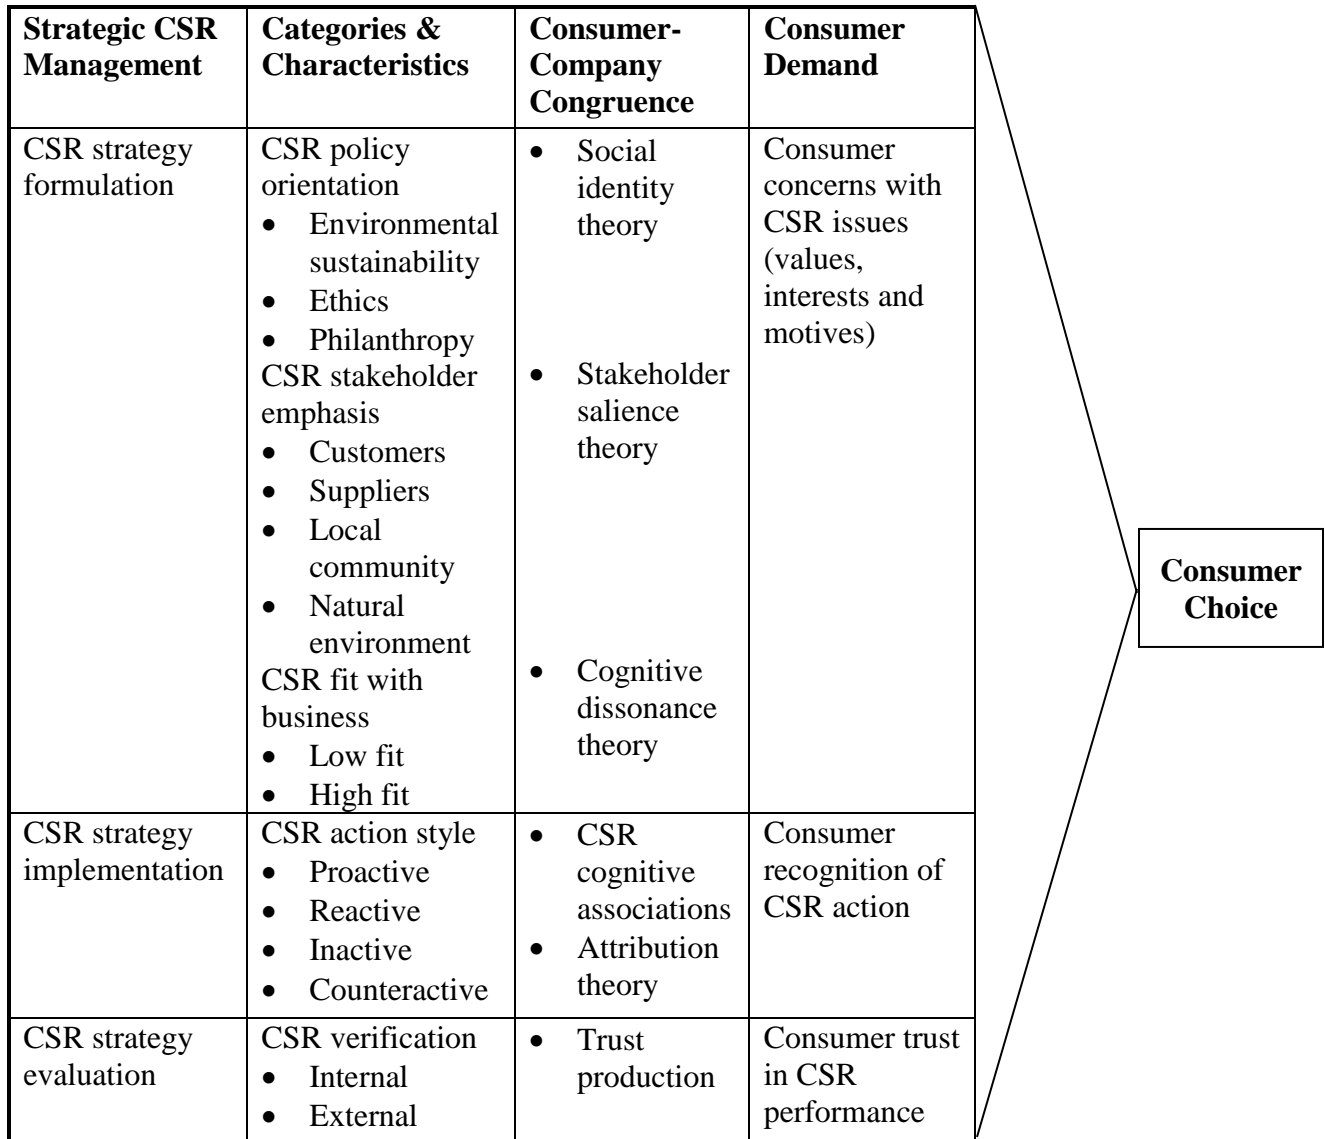 Strategic CSR
Management
Categories &
Characteristics
Consumer-
Company
Congruence
Consumer
Demand
CSR strategy
formulation
CSR policy
orientation
• Environmental
sustainability
• Ethics
• Philanthropy
CSR stakeholder
emphasis
• Customers
• Suppliers
• Local
community
• Natural
environment
CSR fit with
business
• Low fit
• High fit
• Social
identity
theory
• Stakeholder
salience
theory
• Cognitive
dissonance
theory
Consumer
concerns with
CSR issues
(values,
interests and
motives)
CSR strategy
implementation
CSR action style
• Proactive
• Reactive
• Inactive
• Counteractive
• CSR
cognitive
associations
• Attribution
theory
Consumer
recognition of
CSR action
CSR strategy
evaluation
CSR verification
• Internal
• External
• Trust
production
Consumer trust
in CSR
performance
Consumer
Choice